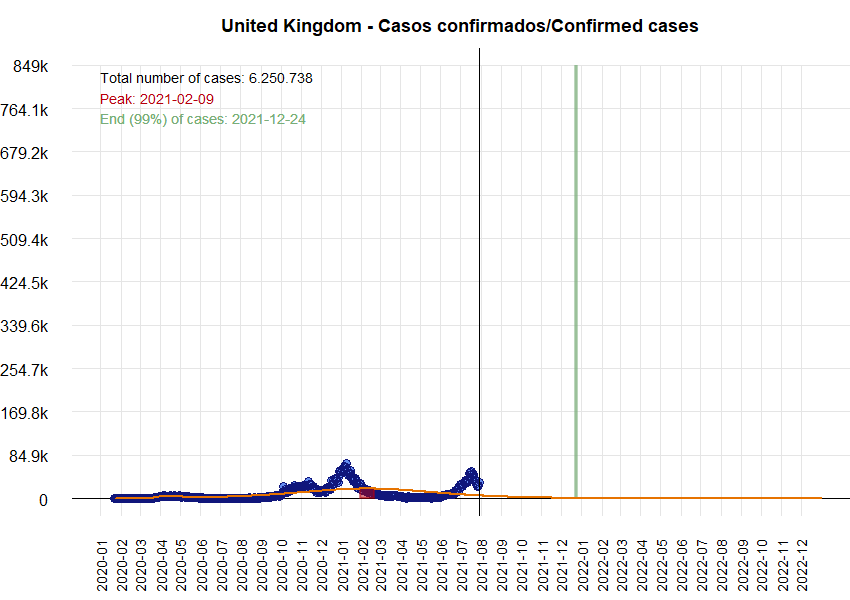 United Kingdom - Casos confirmados/Confirmed cases
849k
Total number of cases: 6.250.738
Peak: 2021-02-09
End (99%) of cases: 2021-12-24
764.1k
679.2k
594.3k
509.4k
424.5k
339.6k
254.7k
169.8k
84.9k
0
2020-01
2020-02
2020-03
2020-04
2020-05
2020-06
2020-07
2020-08
2020-09
2020-10
2020-11
2020-12
2021-01
2021-02
2021-03
2021-04
2021-05
2021-06
2021-07
2021-08
2021-09
2021-10
2021-11
2021-12
2022-01
2022-02
2022-03
2022-04
2022-05
2022-06
2022-07
2022-08
2022-09
2022-10
2022-11
2022-12